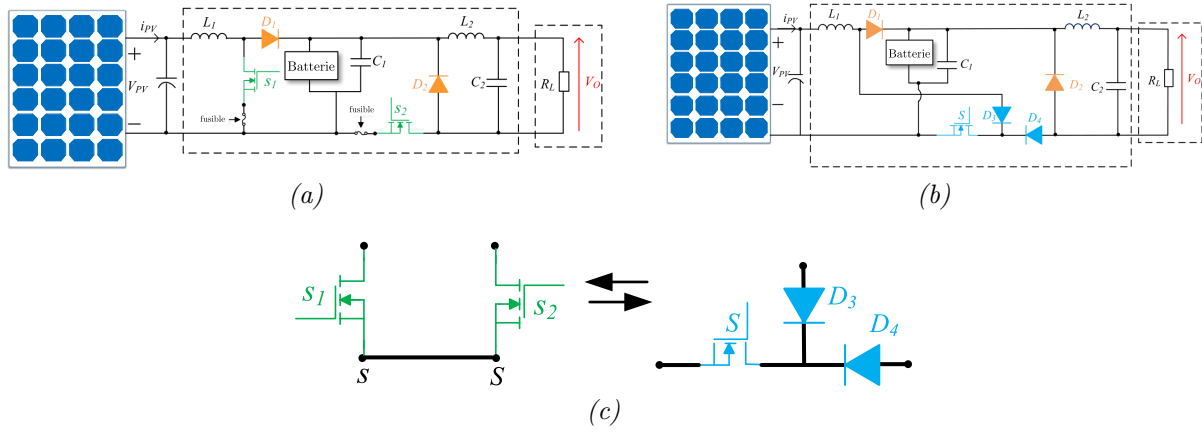 i_PV L_1 D_1 L_2
+ V_PV − s_1 fusible Batterie C_1 fusible s_2 D_2 C_2 R_L V_O
(a)
i_PV L_1 D_1 L_2
+ V_PV − Batterie C_1 S D_3 D_4 D_2 C_2 R_L V_O
(b)
s_1 s_2 S D_3 D_4
s S
(c)